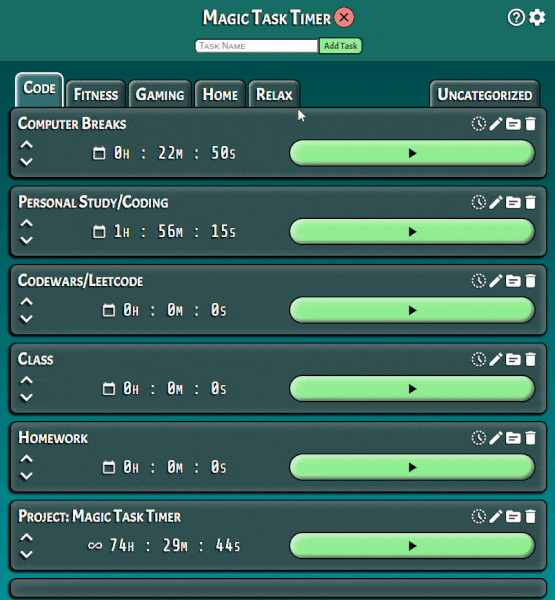 Magic Task Timer
Task Name
Add Task
Code
Fitness
Gaming
Home
Relax
Uncategorized
Computer Breaks
0h : 22m : 50s
Personal Study/Coding
1h : 56m : 15s
Codewars/Leetcode
0h : 0m : 0s
Class
0h : 0m : 0s
Homework
0h : 0m : 0s
Project: Magic Task Timer
∞ 74h : 29m : 44s